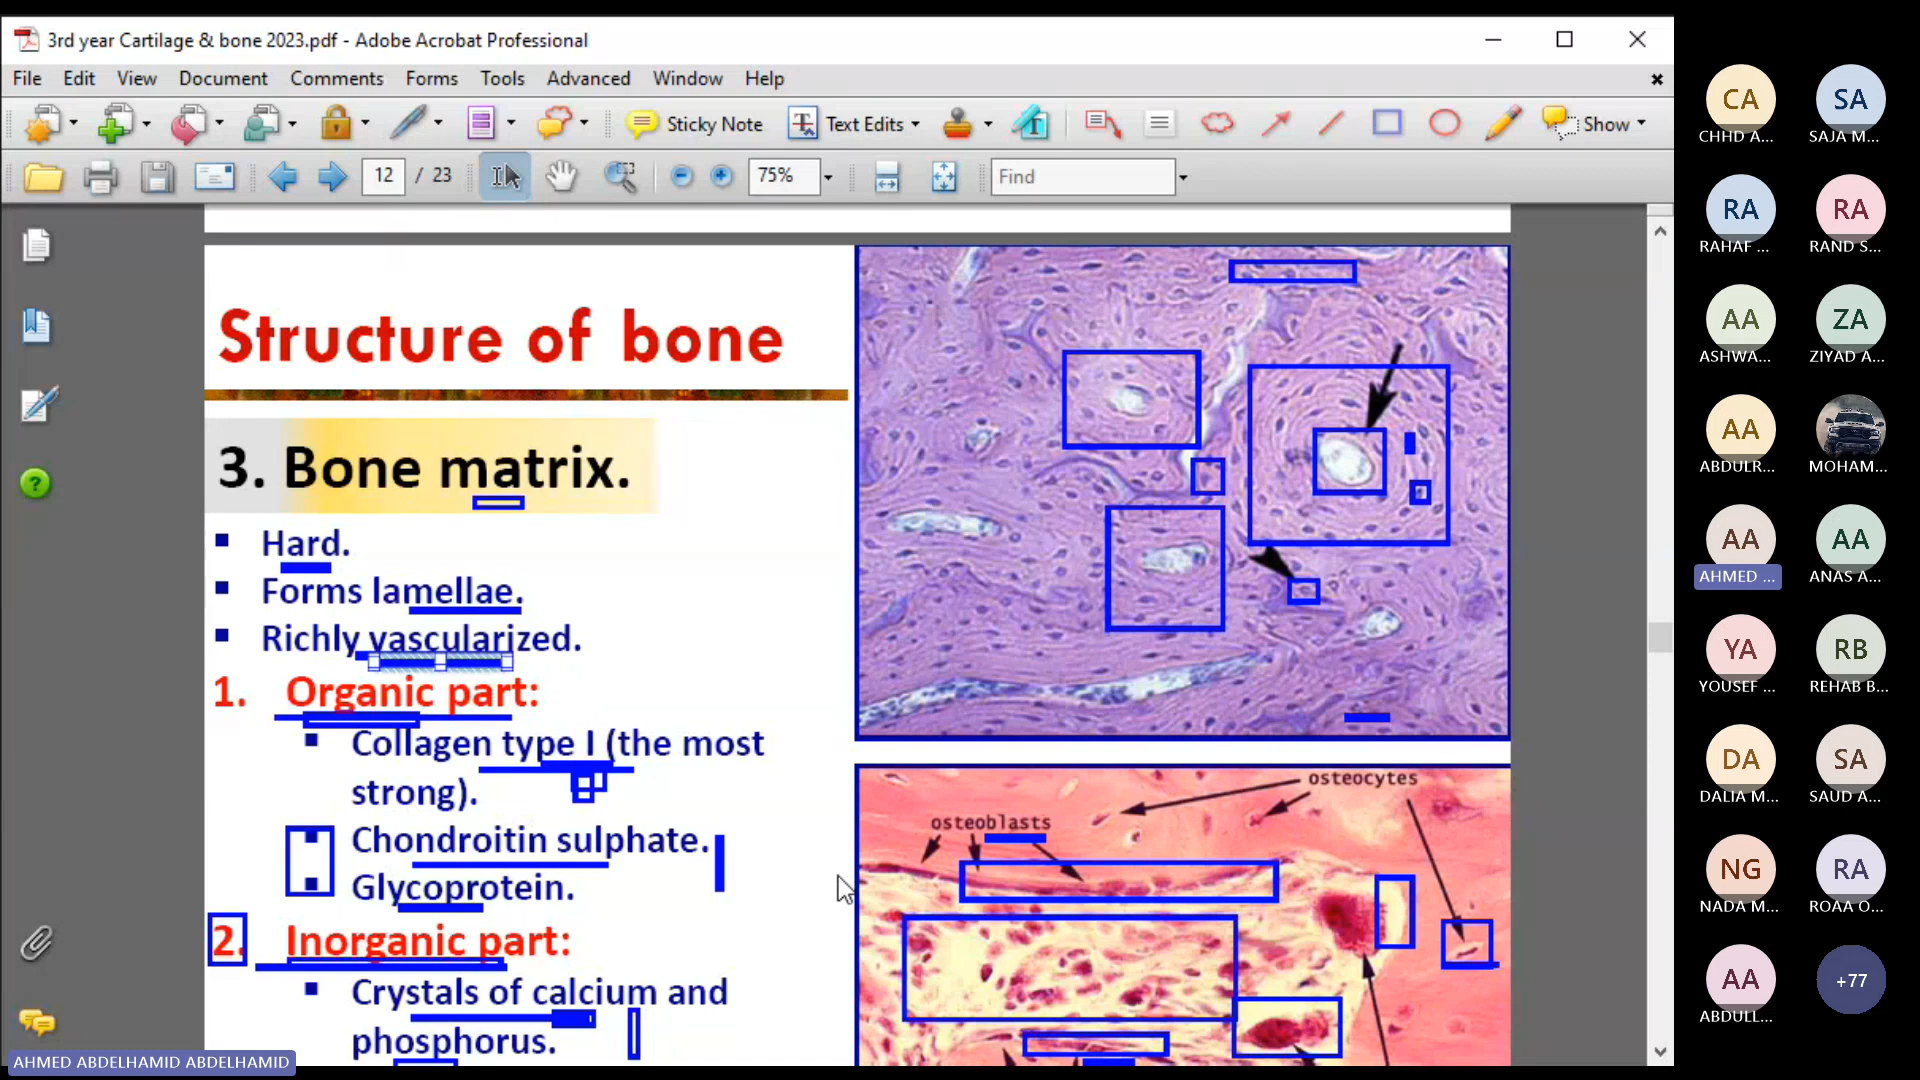 3rd year Cartilage & bone 2023.pdf - Adobe Acrobat Professional
File Edit View Document Comments Forms Tools Advanced Window Help
Sticky Note Text Edits Show
12 / 23 75% Find
Structure of bone
3. Bone matrix.
Hard.
Forms lamellae.
Richly vascularized.
1. Organic part:
Collagen type I (the most
strong).
Chondroitin sulphate.
Glycoprotein.
2. Inorganic part:
Crystals of calcium and
phosphorus.
osteocytes
osteoblasts
AHMED ABDELHAMID ABDELHAMID
CA SA
CHHD A... SAJA M...
RA RA
RAHAF ... RAND S...
AA ZA
ASHWA... ZIYAD A...
AA
ABDULR... MOHAM...
AA AA
AHMED ... ANAS A...
YA RB
YOUSEF ... REHAB B...
DA SA
DALIA M... SAUD A...
NG RA
NADA M... ROAA O...
AA +77
ABDULL...